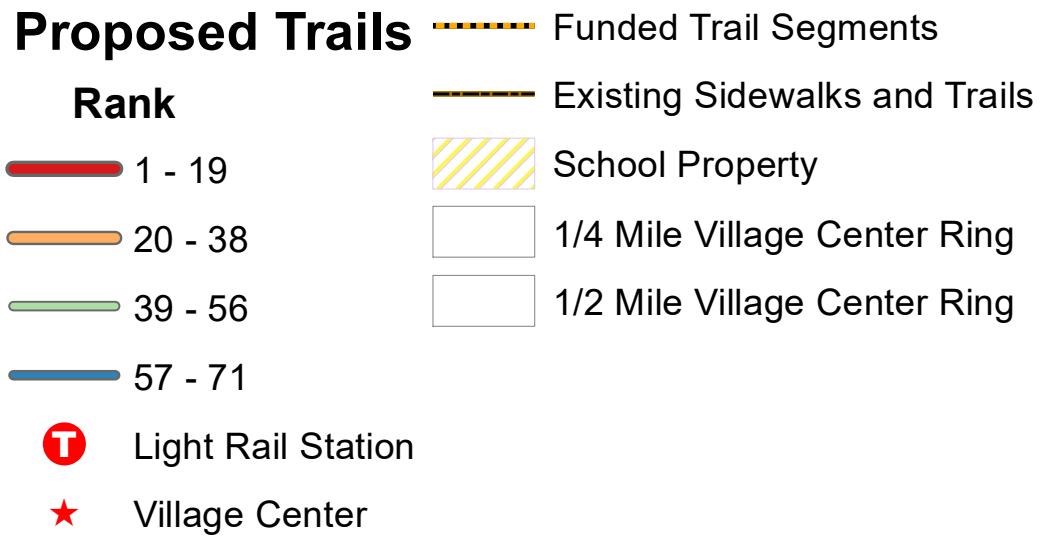 Proposed Trails
Rank
1 - 19
20 - 38
39 - 56
57 - 71
T Light Rail Station
Village Center
Funded Trail Segments
Existing Sidewalks and Trails
School Property
1/4 Mile Village Center Ring
1/2 Mile Village Center Ring